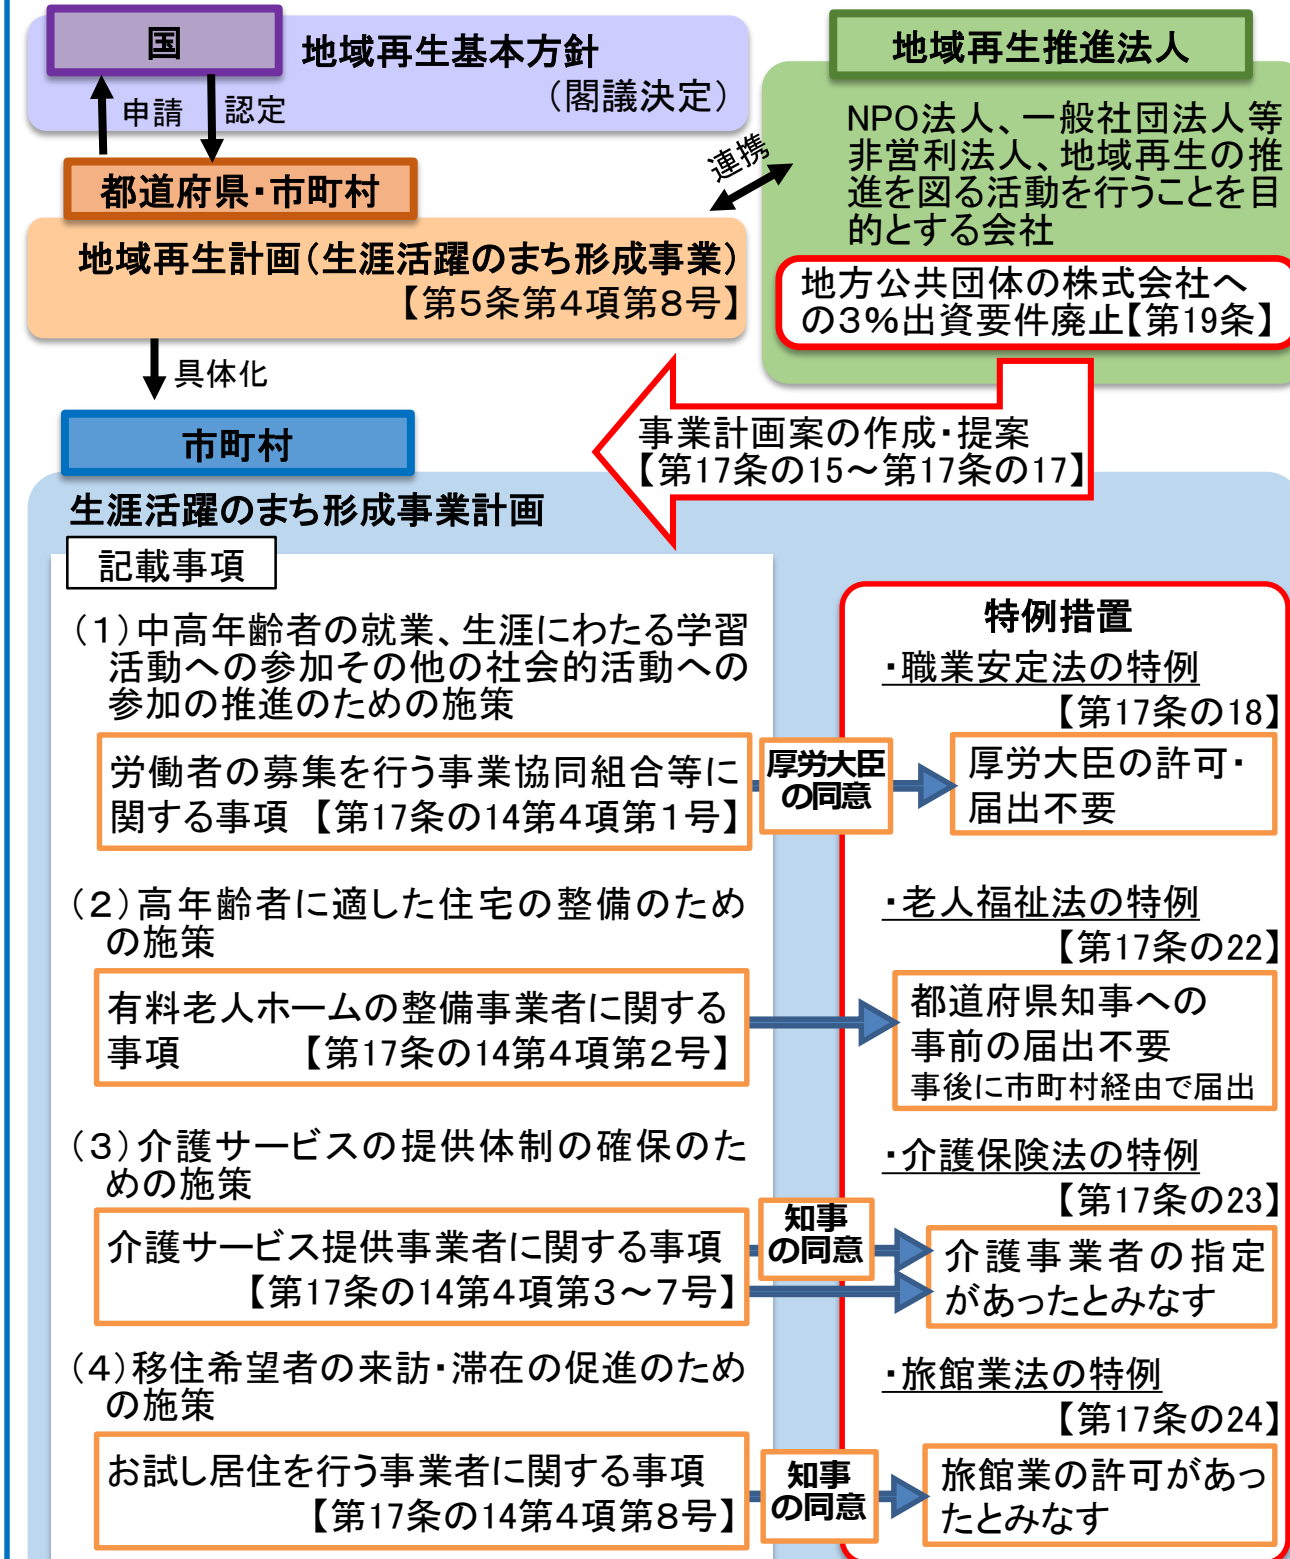 国
地域再生基本方針
（閣議決定）
申請
認定
都道府県・市町村
地域再生計画（生涯活躍のまち形成事業）
【第５条第４項第８号】
連携
地域再生推進法人
NPO法人、一般社団法人等
非営利法人、地域再生の推
進を図る活動を行うことを目
的とする会社
地方公共団体の株式会社へ
の３％出資要件廃止【第19条】
具体化
市町村
事業計画案の作成・提案
【第17条の15～第17条の17】
生涯活躍のまち形成事業計画
記載事項
（１）中高年齢者の就業、生涯にわたる学習
活動への参加その他の社会的活動への
参加の推進のための施策
労働者の募集を行う事業協同組合等に
関する事項 【第17条の14第４項第１号】
厚労大臣
の同意
特例措置
・職業安定法の特例
【第17条の18】
厚労大臣の許可・
届出不要
（２）高年齢者に適した住宅の整備のため
の施策
有料老人ホームの整備事業者に関する
事項 【第17条の14第４項第２号】
・老人福祉法の特例
【第17条の22】
都道府県知事への
事前の届出不要
事後に市町村経由で届出
（３）介護サービスの提供体制の確保のた
めの施策
介護サービス提供事業者に関する事項
【第17条の14第４項第３～７号】
知事
の同意
・介護保険法の特例
【第17条の23】
介護事業者の指定
があったとみなす
（４）移住希望者の来訪・滞在の促進のため
の施策
お試し居住を行う事業者に関する事項
【第17条の14第４項第８号】
知事
の同意
・旅館業法の特例
【第17条の24】
旅館業の許可があっ
たとみなす